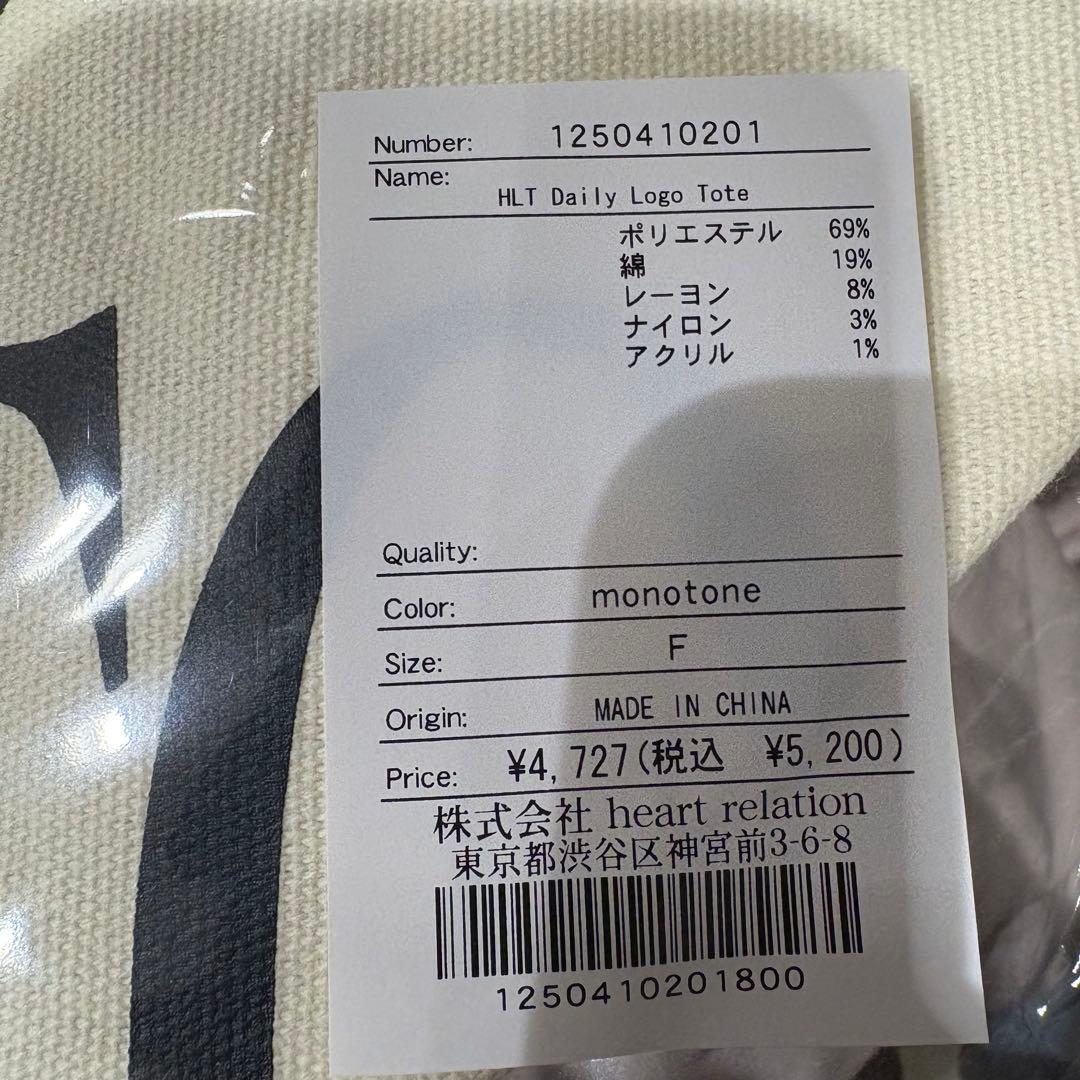 Number: 1250410201
Name:
HLT Daily Logo Tote
ポリエステル 69%
綿 19%
レーヨン 8%
ナイロン 3%
アクリル 1%
Quality:
Color: monotone
Size: F
Origin: MADE IN CHINA
Price: ¥4,727(税込 ¥5,200)
株式会社 heart relation
東京都渋谷区神宮前3-6-8
1250410201800